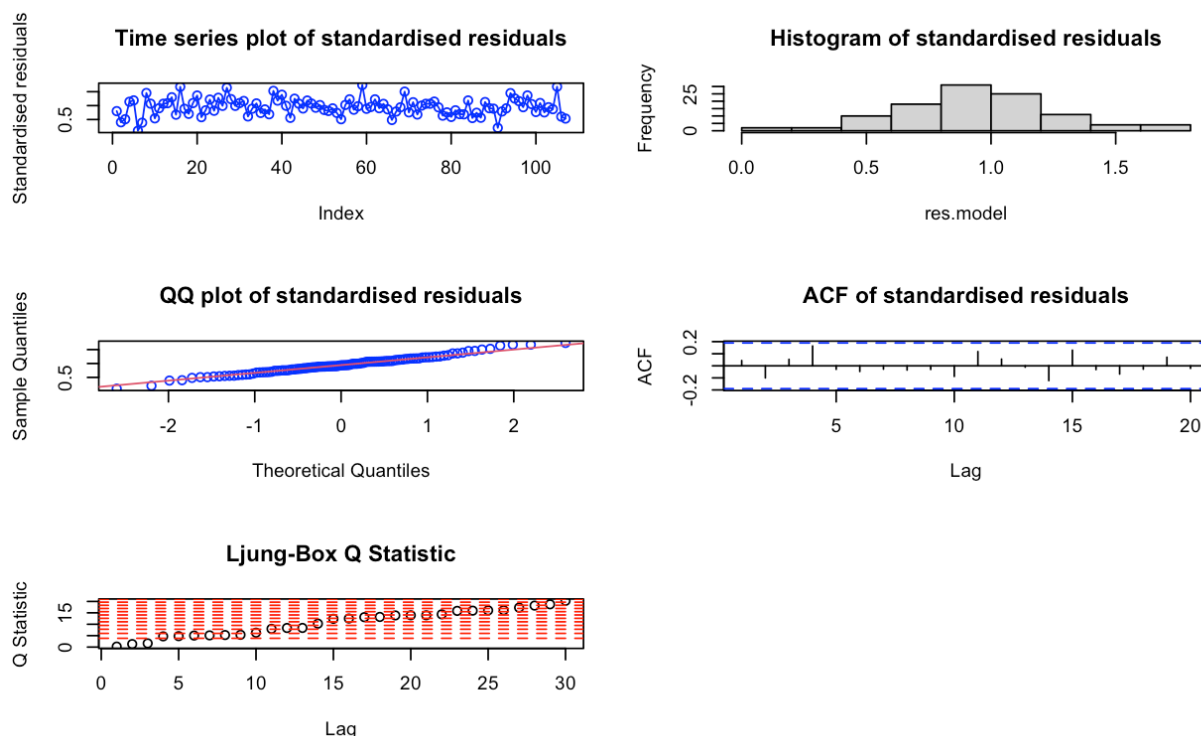 Time series plot of standardised residuals
Standardised residuals
0.5
0 20 40 60 80 100
Index
Histogram of standardised residuals
Frequency
0 25
0.0 0.5 1.0 1.5
res.model
QQ plot of standardised residuals
Sample Quantiles
0.5
-2 -1 0 1 2
Theoretical Quantiles
ACF of standardised residuals
ACF
-0.2 0.2
5 10 15 20
Lag
Ljung-Box Q Statistic
Q Statistic
0 15
0 5 10 15 20 25 30
Lag